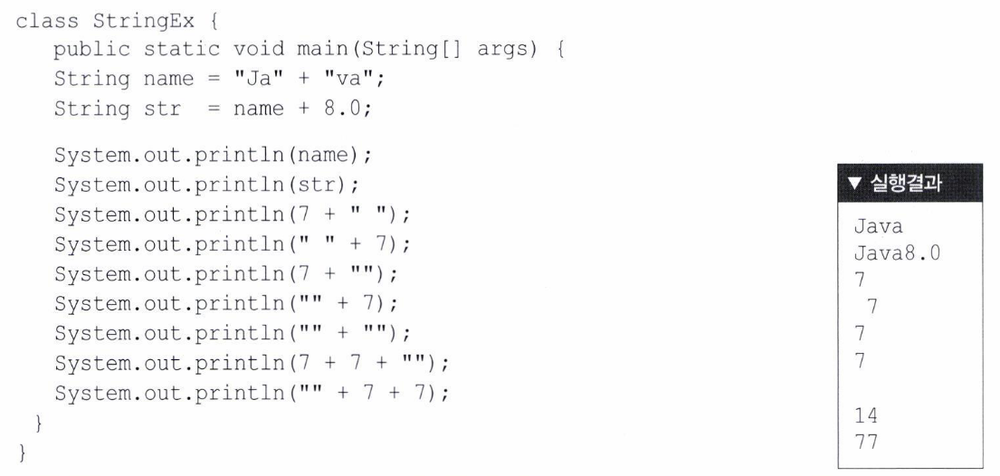 class StringEx {
public static void main(String[] args) {
String name = "Ja" + "va";
String str = name + 8.0;
System.out.println(name);
System.out.println(str);
System.out.println(7 + " ");
System.out.println(" " + 7);
System.out.println(7 + "");
System.out.println("" + 7);
System.out.println("" + "");
System.out.println(7 + 7 + "");
System.out.println("" + 7 + 7);
}
}
▼ 실행결과
Java
Java8.0
7
7
7
7
14
77